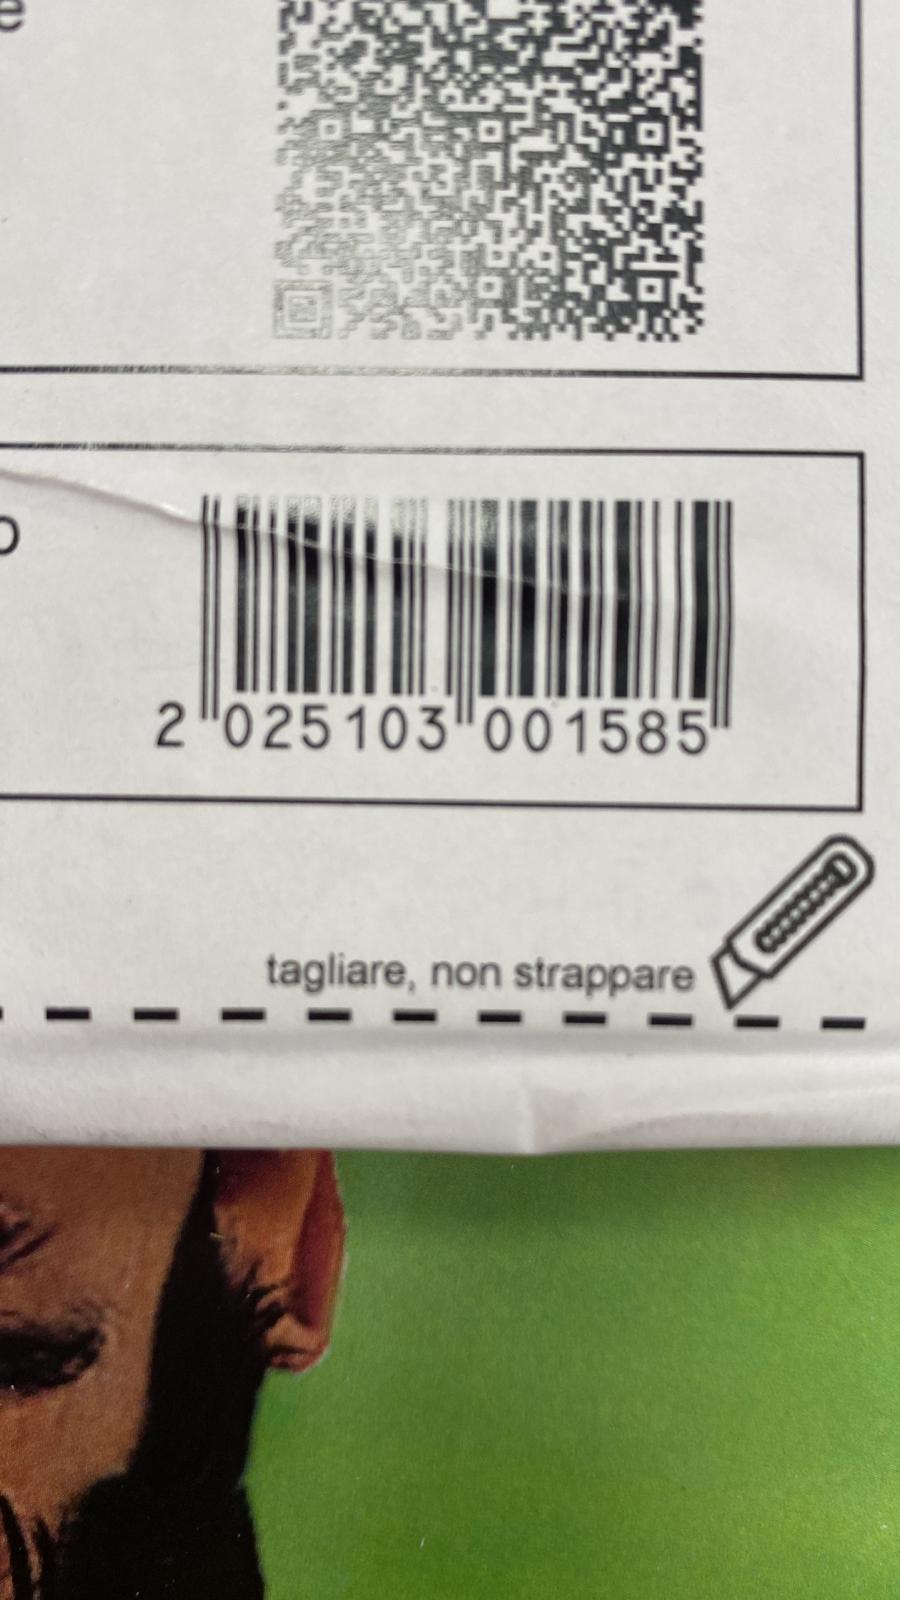 e
o
2 025103 001585
tagliare, non strappare